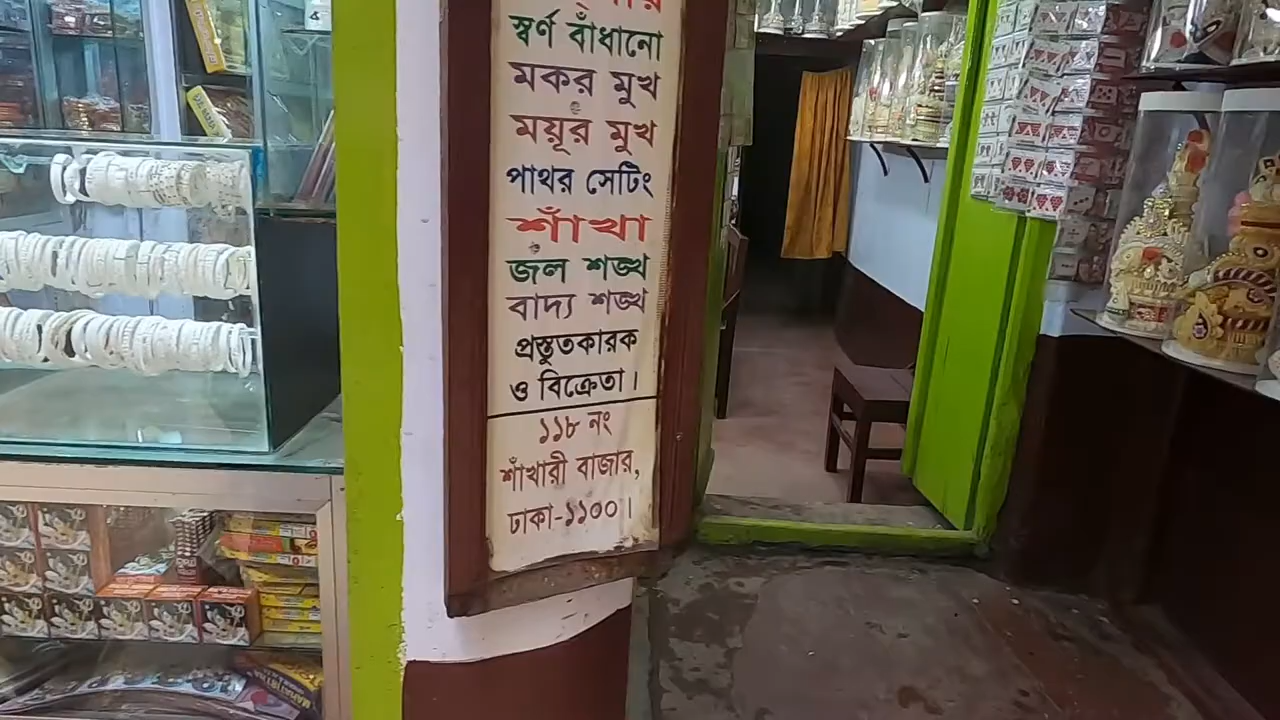 স্বর্ণ বাঁধানো
মকর মুখ
ময়ূর মুখ
পাথর সেটিং
শাঁখা
জল শঙ্খ
বাদ্য শঙ্খ
প্রস্তুতকারক
ও বিক্রেতা।
১১৮ নং
শাঁখারী বাজার,
ঢাকা-১১০০।